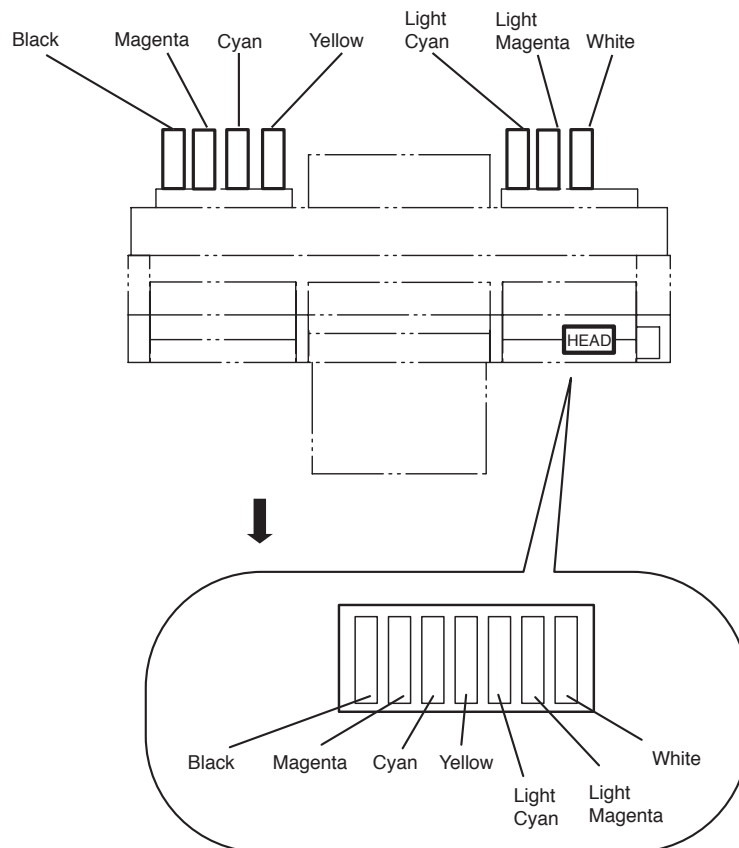 Black
Magenta
Cyan
Yellow
Light
Cyan
Light
Magenta
White
HEAD
Black
Magenta
Cyan
Yellow
Light
Cyan
Light
Magenta
White